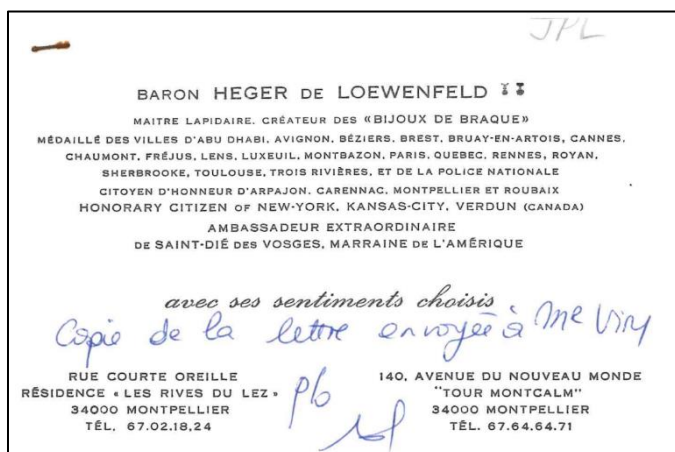 JPL
BARON HEGER DE LOEWENFELD
MAITRE LAPIDAIRE. CRÉATEUR DES «BIJOUX DE BRAQUE»
MÉDAILLÉ DES VILLES D'ABU DHABI, AVIGNON, BÉZIERS, BREST, BRUAY-EN-ARTOIS, CANNES,
CHAUMONT, FRÉJUS, LENS, LUXEUIL, MONTBAZON, PARIS, QUEBEC, RENNES, ROYAN,
SHERBROOKE, TOULOUSE, TROIS RIVIÈRES, ET DE LA POLICE NATIONALE
CITOYEN D'HONNEUR D'ARPAJON. CARENNAC, MONTPELLIER ET ROUBAIX
HONORARY CITIZEN OF NEW-YORK, KANSAS-CITY, VERDUN (CANADA)
AMBASSADEUR EXTRAORDINAIRE
DE SAINT-DIÉ DES VOSGES, MARRAINE DE L'AMÉRIQUE
avec ses sentiments choisis
Copie de la lettre envoyée à Me Viry
RUE COURTE OREILLE
RÉSIDENCE « LES RIVES DU LEZ »
34000 MONTPELLIER
TÉL. 67.02.18.24
140, AVENUE DU NOUVEAU MONDE
"TOUR MONTCALM"
34000 MONTPELLIER
TÉL. 67.64.64.71